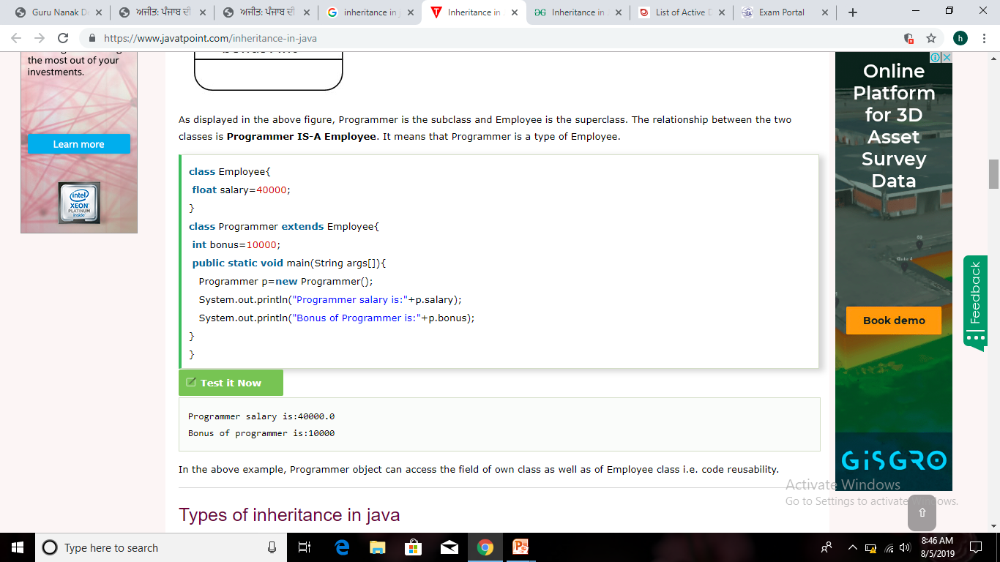 Guru Nanak D
ਅਜੀਤ: ਪੰਜਾਬ ਦੀ
ਅਜੀਤ: ਪੰਜਾਬ ਦੀ
inheritance in j
Inheritance in
Inheritance in
List of Active D
Exam Portal
https://www.javatpoint.com/inheritance-in-java
h
the most out of your
investments.
Learn more
intel
XEON
PLATINUM
inside
As displayed in the above figure, Programmer is the subclass and Employee is the superclass. The relationship between the two
classes is Programmer IS-A Employee. It means that Programmer is a type of Employee.
class Employee{
float salary=40000;
}
class Programmer extends Employee{
int bonus=10000;
public static void main(String args[]){
Programmer p=new Programmer();
System.out.println("Programmer salary is:"+p.salary);
System.out.println("Bonus of Programmer is:"+p.bonus);
}
}
Test it Now
Programmer salary is:40000.0
Bonus of programmer is:10000
In the above example, Programmer object can access the field of own class as well as of Employee class i.e. code reusability.
Types of inheritance in java
Online
Platform
for 3D
Asset
Survey
Data
Gate 4
Book demo
GISGRO
Feedback
Activate Windows
Go to Settings to activate Windows.
Type here to search
8:46 AM
8/5/2019